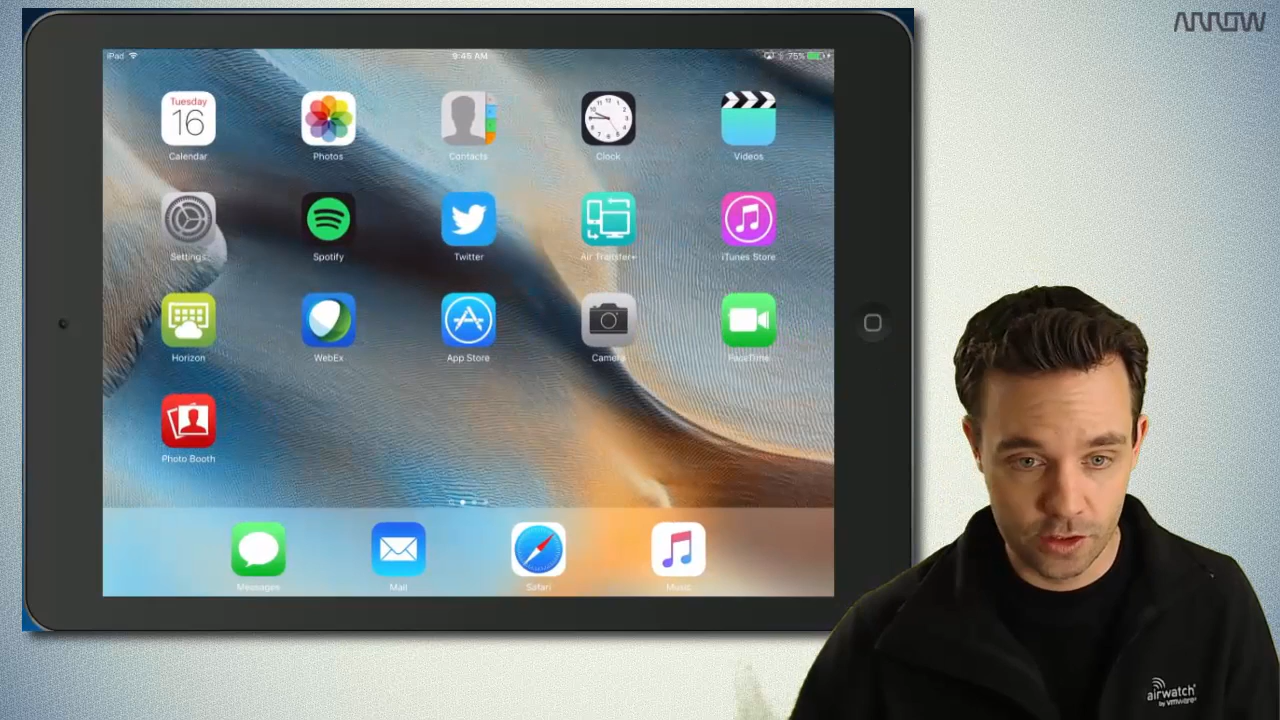 ARROW
iPad 9:45 AM 75%
Tuesday
16
Calendar Photos Contacts Clock Videos
Settings Spotify Twitter Air Transfer+ iTunes Store
Horizon WebEx App Store Camera FaceTime
Photo Booth
Messages Mail Safari Music
airwatch
by vmware